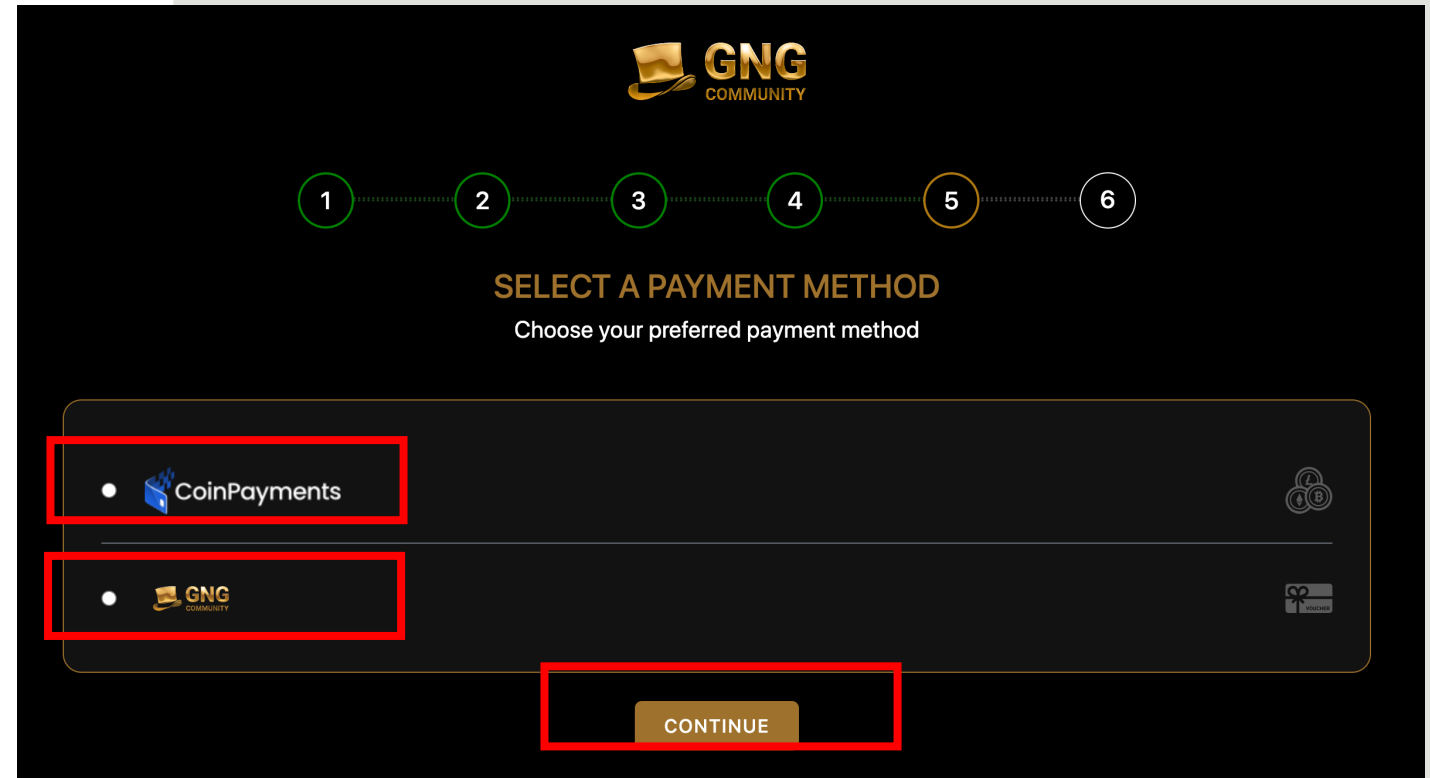 GNG
COMMUNITY
1 2 3 4 5 6
SELECT A PAYMENT METHOD
Choose your preferred payment method
CoinPayments
GNG
COMMUNITY
VOUCHER
CONTINUE